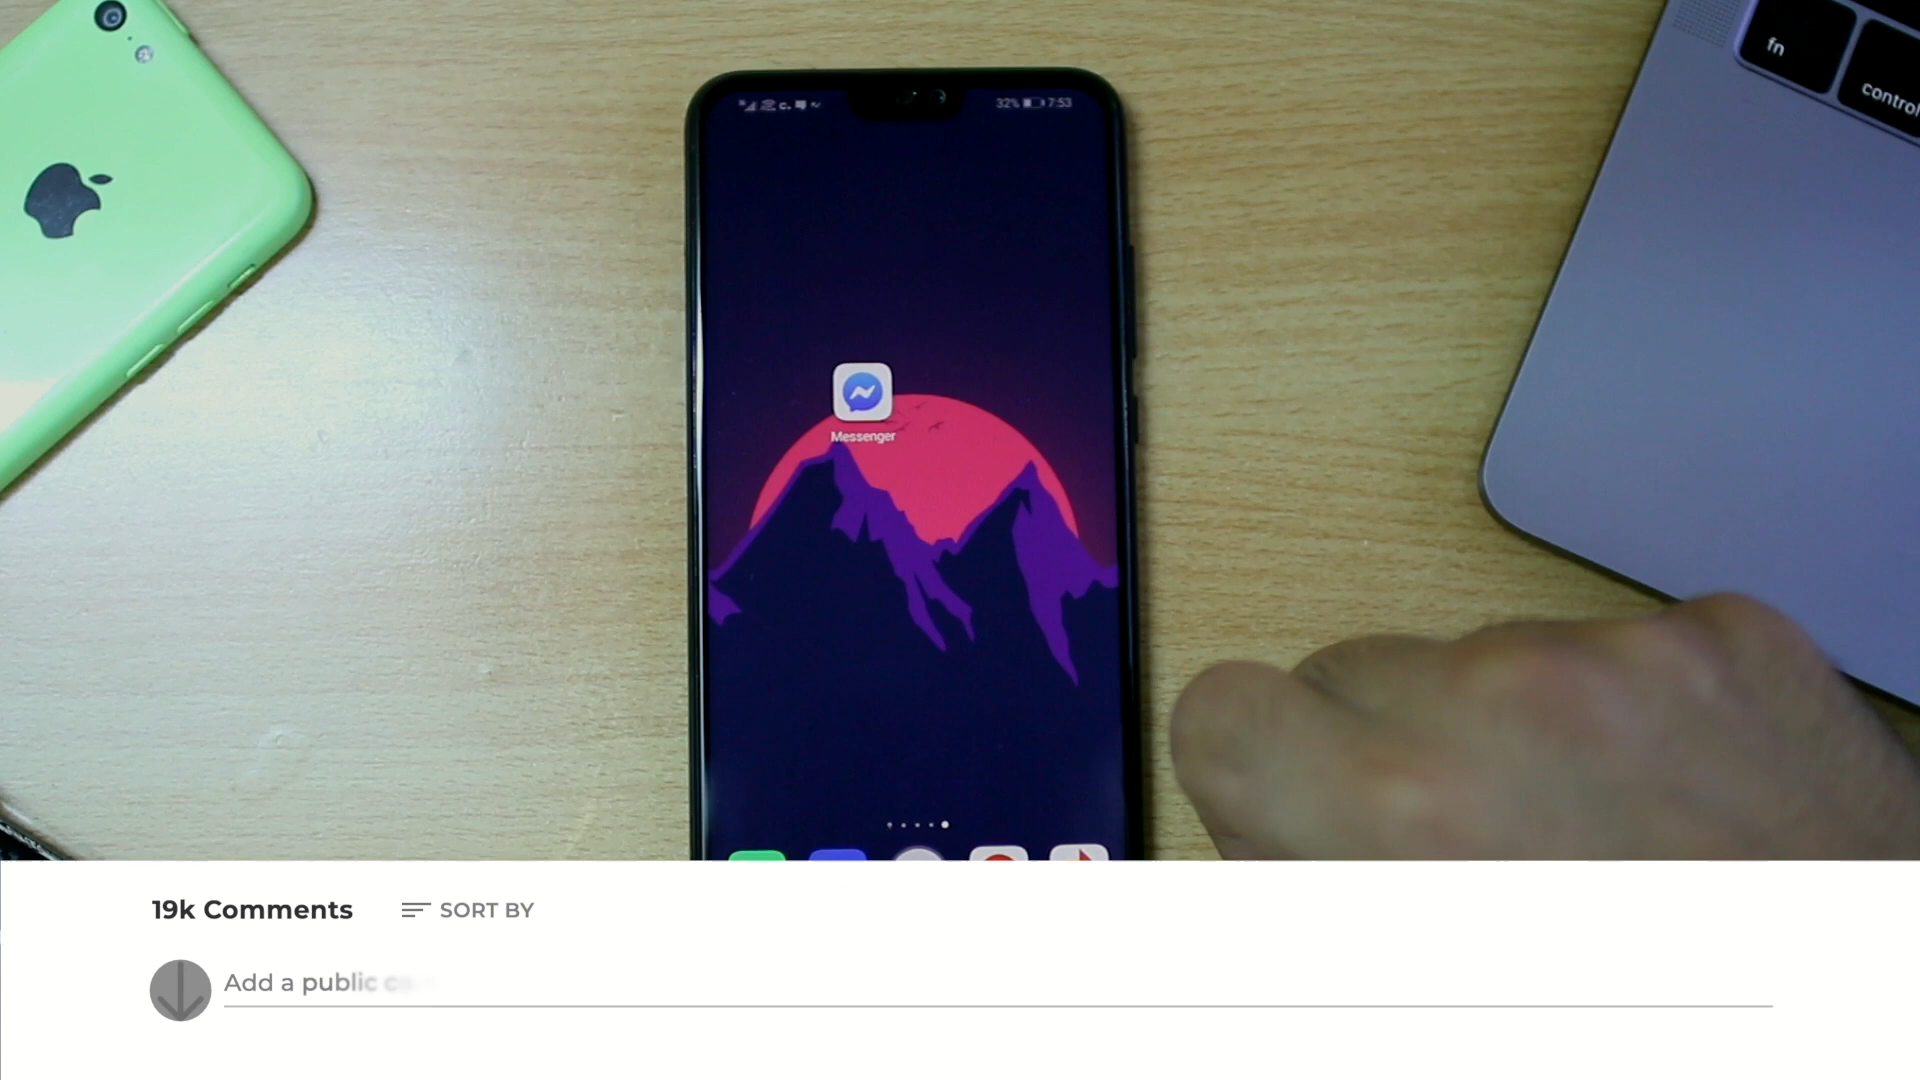 fn
control
32% 7:53
Messenger
19k Comments
SORT BY
Add a public